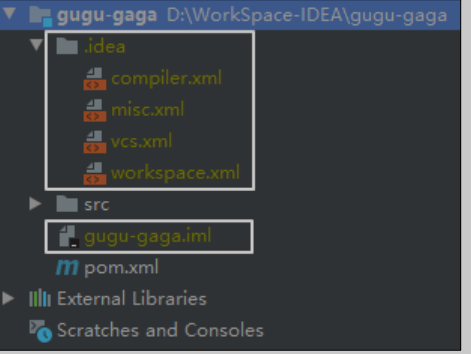 gugu-gaga D:\WorkSpace-IDEA\gugu-gaga
.idea
compiler.xml
misc.xml
vcs.xml
workspace.xml
src
gugu-gaga.iml
pom.xml
External Libraries
Scratches and Consoles